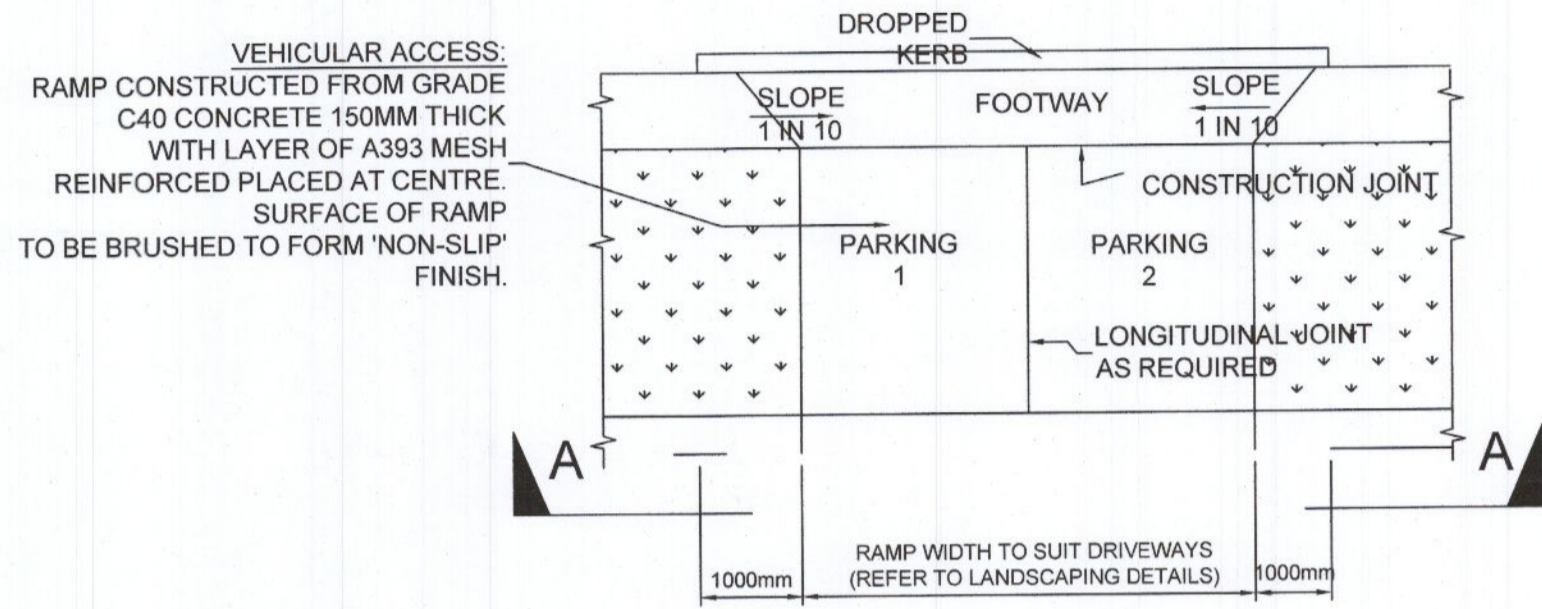 VEHICULAR ACCESS:
RAMP CONSTRUCTED FROM GRADE
C40 CONCRETE 150MM THICK
WITH LAYER OF A393 MESH
REINFORCED PLACED AT CENTRE.
SURFACE OF RAMP
TO BE BRUSHED TO FORM 'NON-SLIP'
FINISH.
DROPPED
KERB
SLOPE
1 IN 10
FOOTWAY
SLOPE
1 IN 10
CONSTRUCTION JOINT
PARKING
1
PARKING
2
LONGITUDINAL JOINT
AS REQUIRED
A
A
1000mm
RAMP WIDTH TO SUIT DRIVEWAYS
(REFER TO LANDSCAPING DETAILS)
1000mm